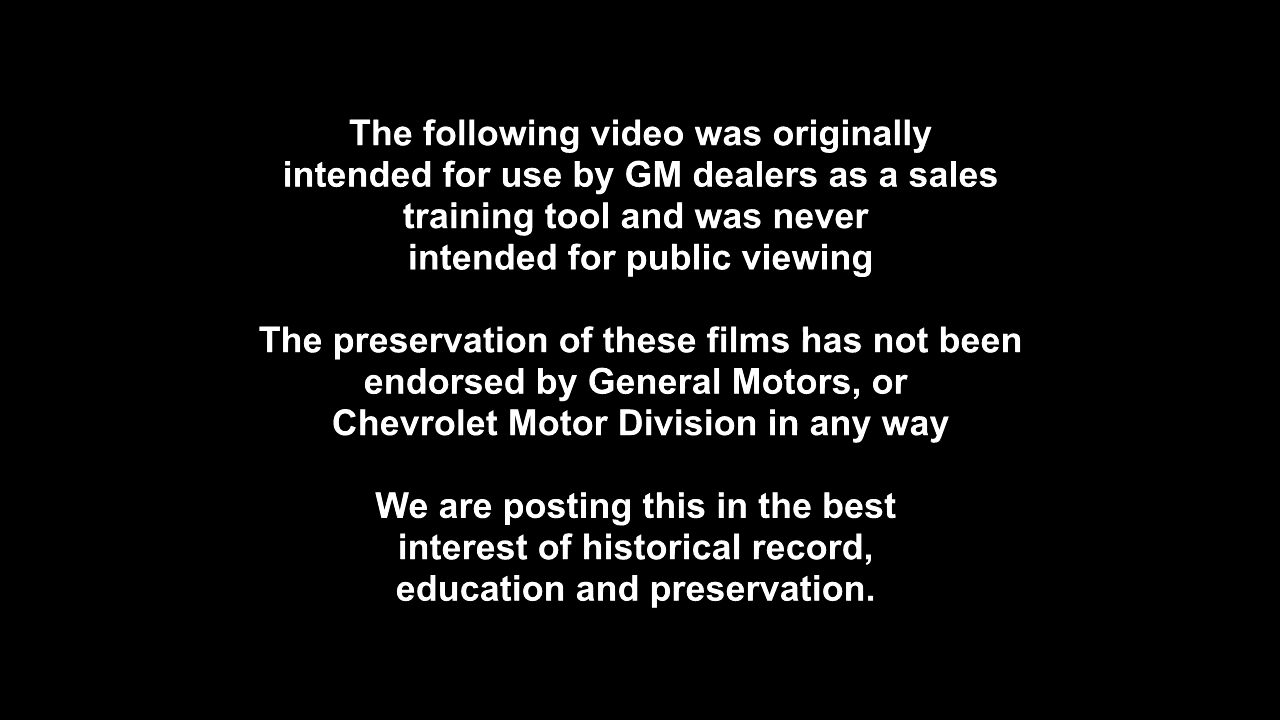 The following video was originally
intended for use by GM dealers as a sales
training tool and was never
intended for public viewing
The preservation of these films has not been
endorsed by General Motors, or
Chevrolet Motor Division in any way
We are posting this in the best
interest of historical record,
education and preservation.